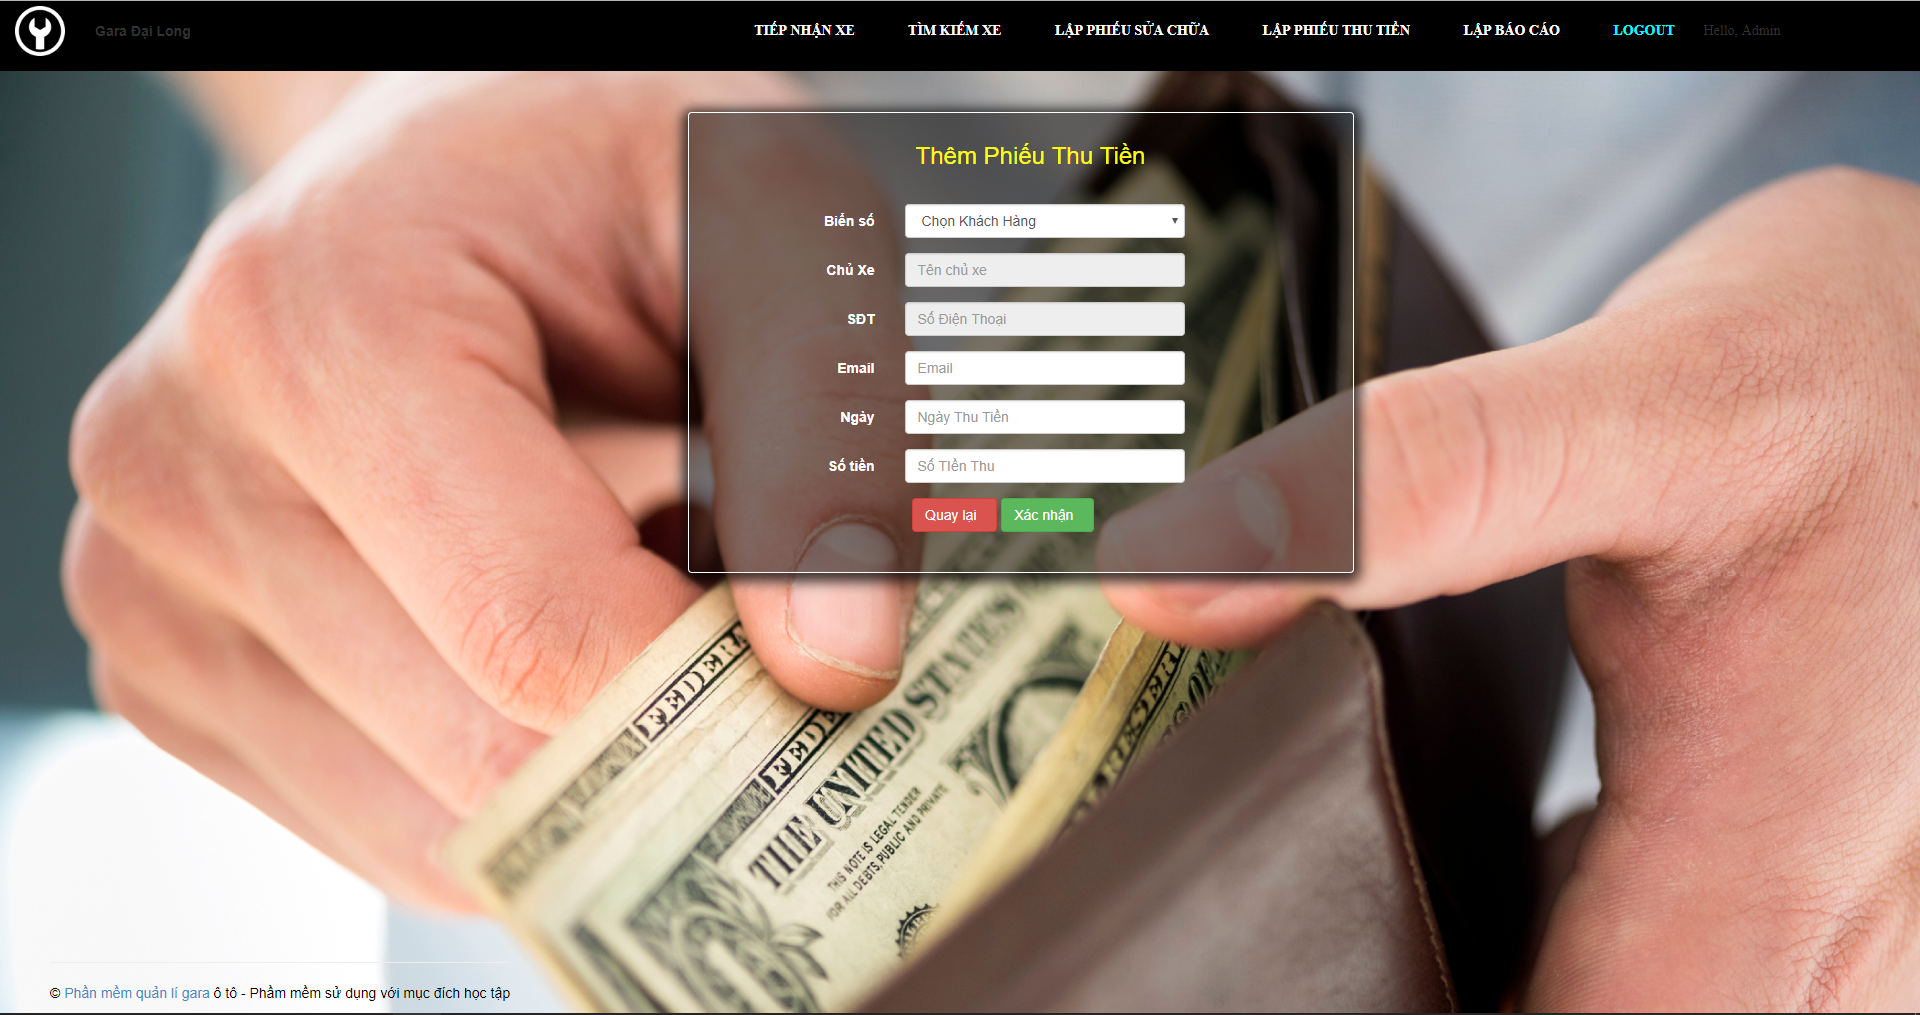 Gara Đại Long
TIẾP NHẬN XE
TÌM KIẾM XE
LẬP PHIẾU SỬA CHỮA
LẬP PHIẾU THU TIỀN
LẬP BÁO CÁO
LOGOUT
Hello, Admin
Thêm Phiếu Thu Tiền
Biển số
Chọn Khách Hàng
Chủ Xe
Tên chủ xe
SĐT
Số Điện Thoại
Email
Email
Ngày
Ngày Thu Tiền
Số tiền
Số TIền Thu
Quay lại
Xác nhận
FEDERA
FEDE
THE UNITED STATES
THIS NOTE IS LEGAL TENDER
FOR ALL DEBTS, PUBLIC AND PRIVATE
© Phần mềm quản lí gara ô tô - Phầm mềm sử dụng với mục đích học tập